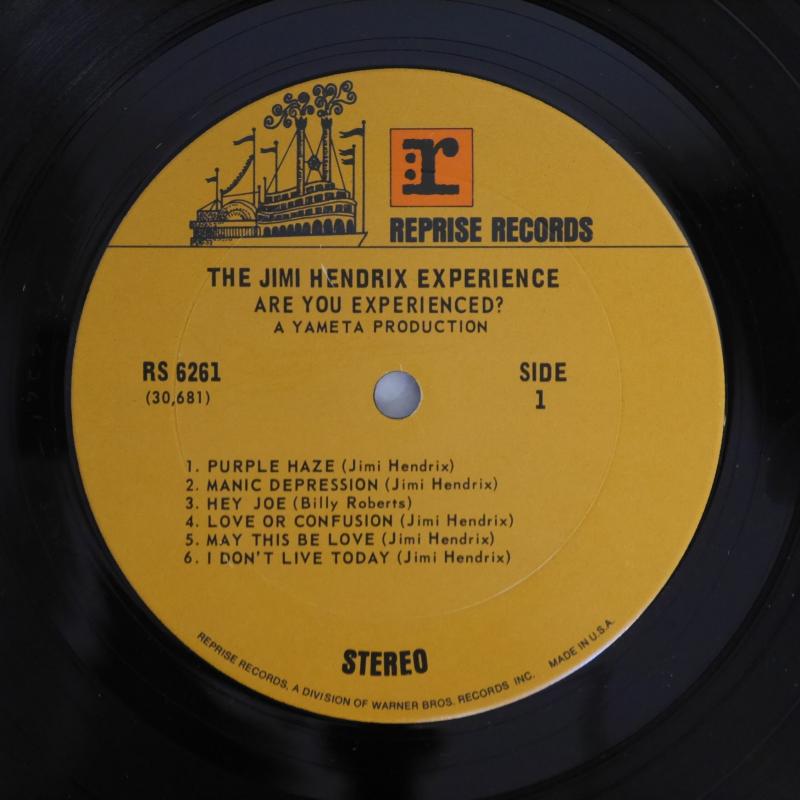 r
REPRISE RECORDS
THE JIMI HENDRIX EXPERIENCE
ARE YOU EXPERIENCED?
A YAMETA PRODUCTION
RS 6261
(30,681)
SIDE
1
1. PURPLE HAZE (Jimi Hendrix)
2. MANIC DEPRESSION (Jimi Hendrix)
3. HEY JOE (Billy Roberts)
4. LOVE OR CONFUSION (Jimi Hendrix)
5. MAY THIS BE LOVE (Jimi Hendrix)
6. I DON'T LIVE TODAY (Jimi Hendrix)
STEREO
REPRISE RECORDS, A DIVISION OF WARNER BROS. RECORDS INC. MADE IN U.S.A.